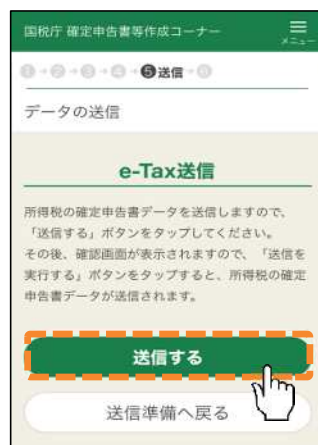 国税庁 確定申告書等作成コーナー
メニュー
❶→❷→❸→❹→❺送信→❻
データの送信
e-Tax送信
所得税の確定申告書データを送信しますので、
「送信する」ボタンをタップしてください。
その後、確認画面が表示されますので、「送信を
実行する」ボタンをタップすると、所得税の確定
申告書データが送信されます。
送信する
送信準備へ戻る